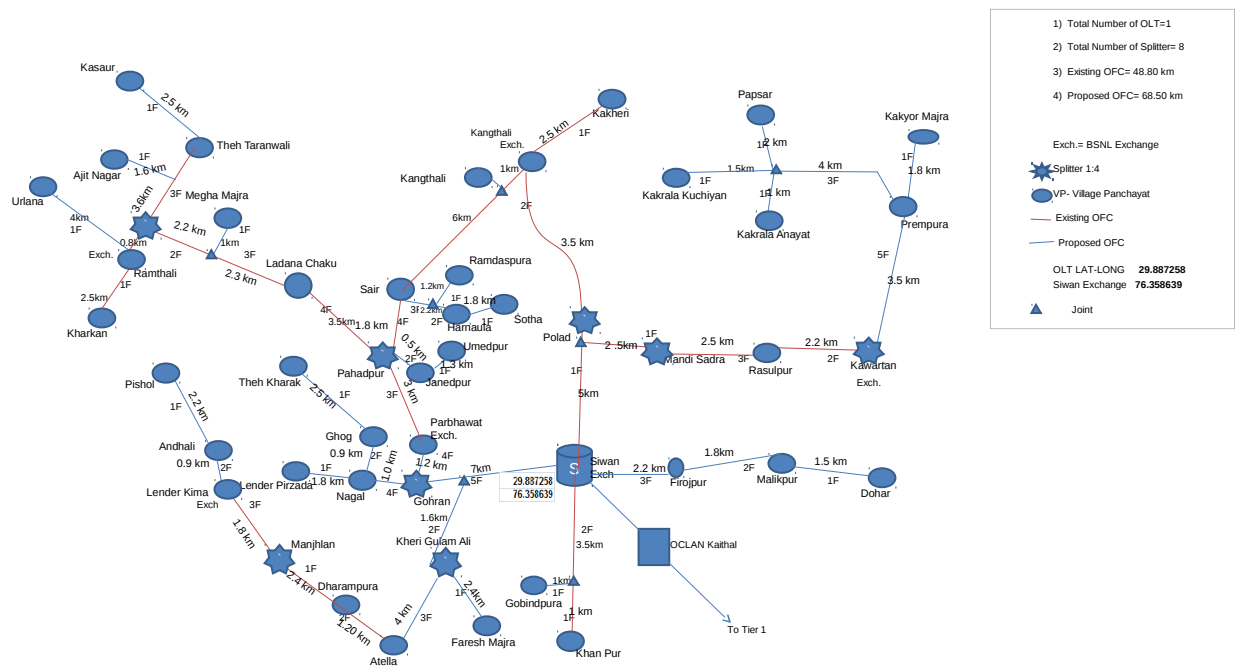 1) Total Number of OLT=1
2) Total Number of Splitter= 8
3) Existing OFC= 48.80 km
4) Proposed OFC= 68.50 km
Exch.= BSNL Exchange
Splitter 1:4
VP- Village Panchayat
Existing OFC
Proposed OFC
OLT LAT-LONG 29.887258
Siwan Exchange 76.358639
Joint
Kasaur
2.5 km
1F
Theh Taranwali
1F
1.6 km
Ajit Nagar
3F
3.6km
Megha Majra
Urlana
4km
1F
2.2 km
1F
0.8km
1km
Exch.
2F
3F
Ramthali
1F
2.3 km
Ladana Chaku
2.5km
Kharkan
4F
3.5km
Kakheri
2.5 km
1F
Kangthali
Exch.
1km
Kangthali
2F
6km
3.5 km
Ramdaspura
Sair
1.2km
1F
1.8 km
3F
2.2km
Harnaula
Sotha
4F
2F
1F
1.8 km
0.5 km
Umedpur
2F
1.3 km
1F
Pahadpur
Janedpur
3 km
3F
Polad
1F
2 .5km
1F
Mandi Sadra
2.5 km
3F
Rasulpur
2.2 km
2F
Kawartan
Exch.
5km
Papsar
1F
2 km
Kakyor Majra
1F
1.8 km
1.5km
1F
4 km
3F
Kakrala Kuchiyan
1F
1 km
Kakrala Anayat
Prempura
5F
3.5 km
Pishol
2.2 km
1F
Theh Kharak
1F
2.5 km
Parbhawat
Exch.
Ghog
0.9 km
2F
4F
1.2 km
1.0 km
Andhali
0.9 km
2F
Lender Kima
Exch
Lender Pirzada
1F
1.8 km
Nagal
4F
Gohran
7km
5F
29.887258
76.358639
S
Siwan
Exch
2.2 km
3F
Firojpur
1.8km
2F
Malikpur
1.5 km
1F
Dohar
3F
1.8 km
Manjhlan
1F
2.4 km
Dharampura
2F
1.20 km
Atella
1.6km
2F
Kheri Gulam Ali
1F
2.4km
4 km
3F
Faresh Majra
2F
3.5km
1km
1F
Gobindpura
1 km
1F
Khan Pur
OCLAN Kaithal
To Tier 1